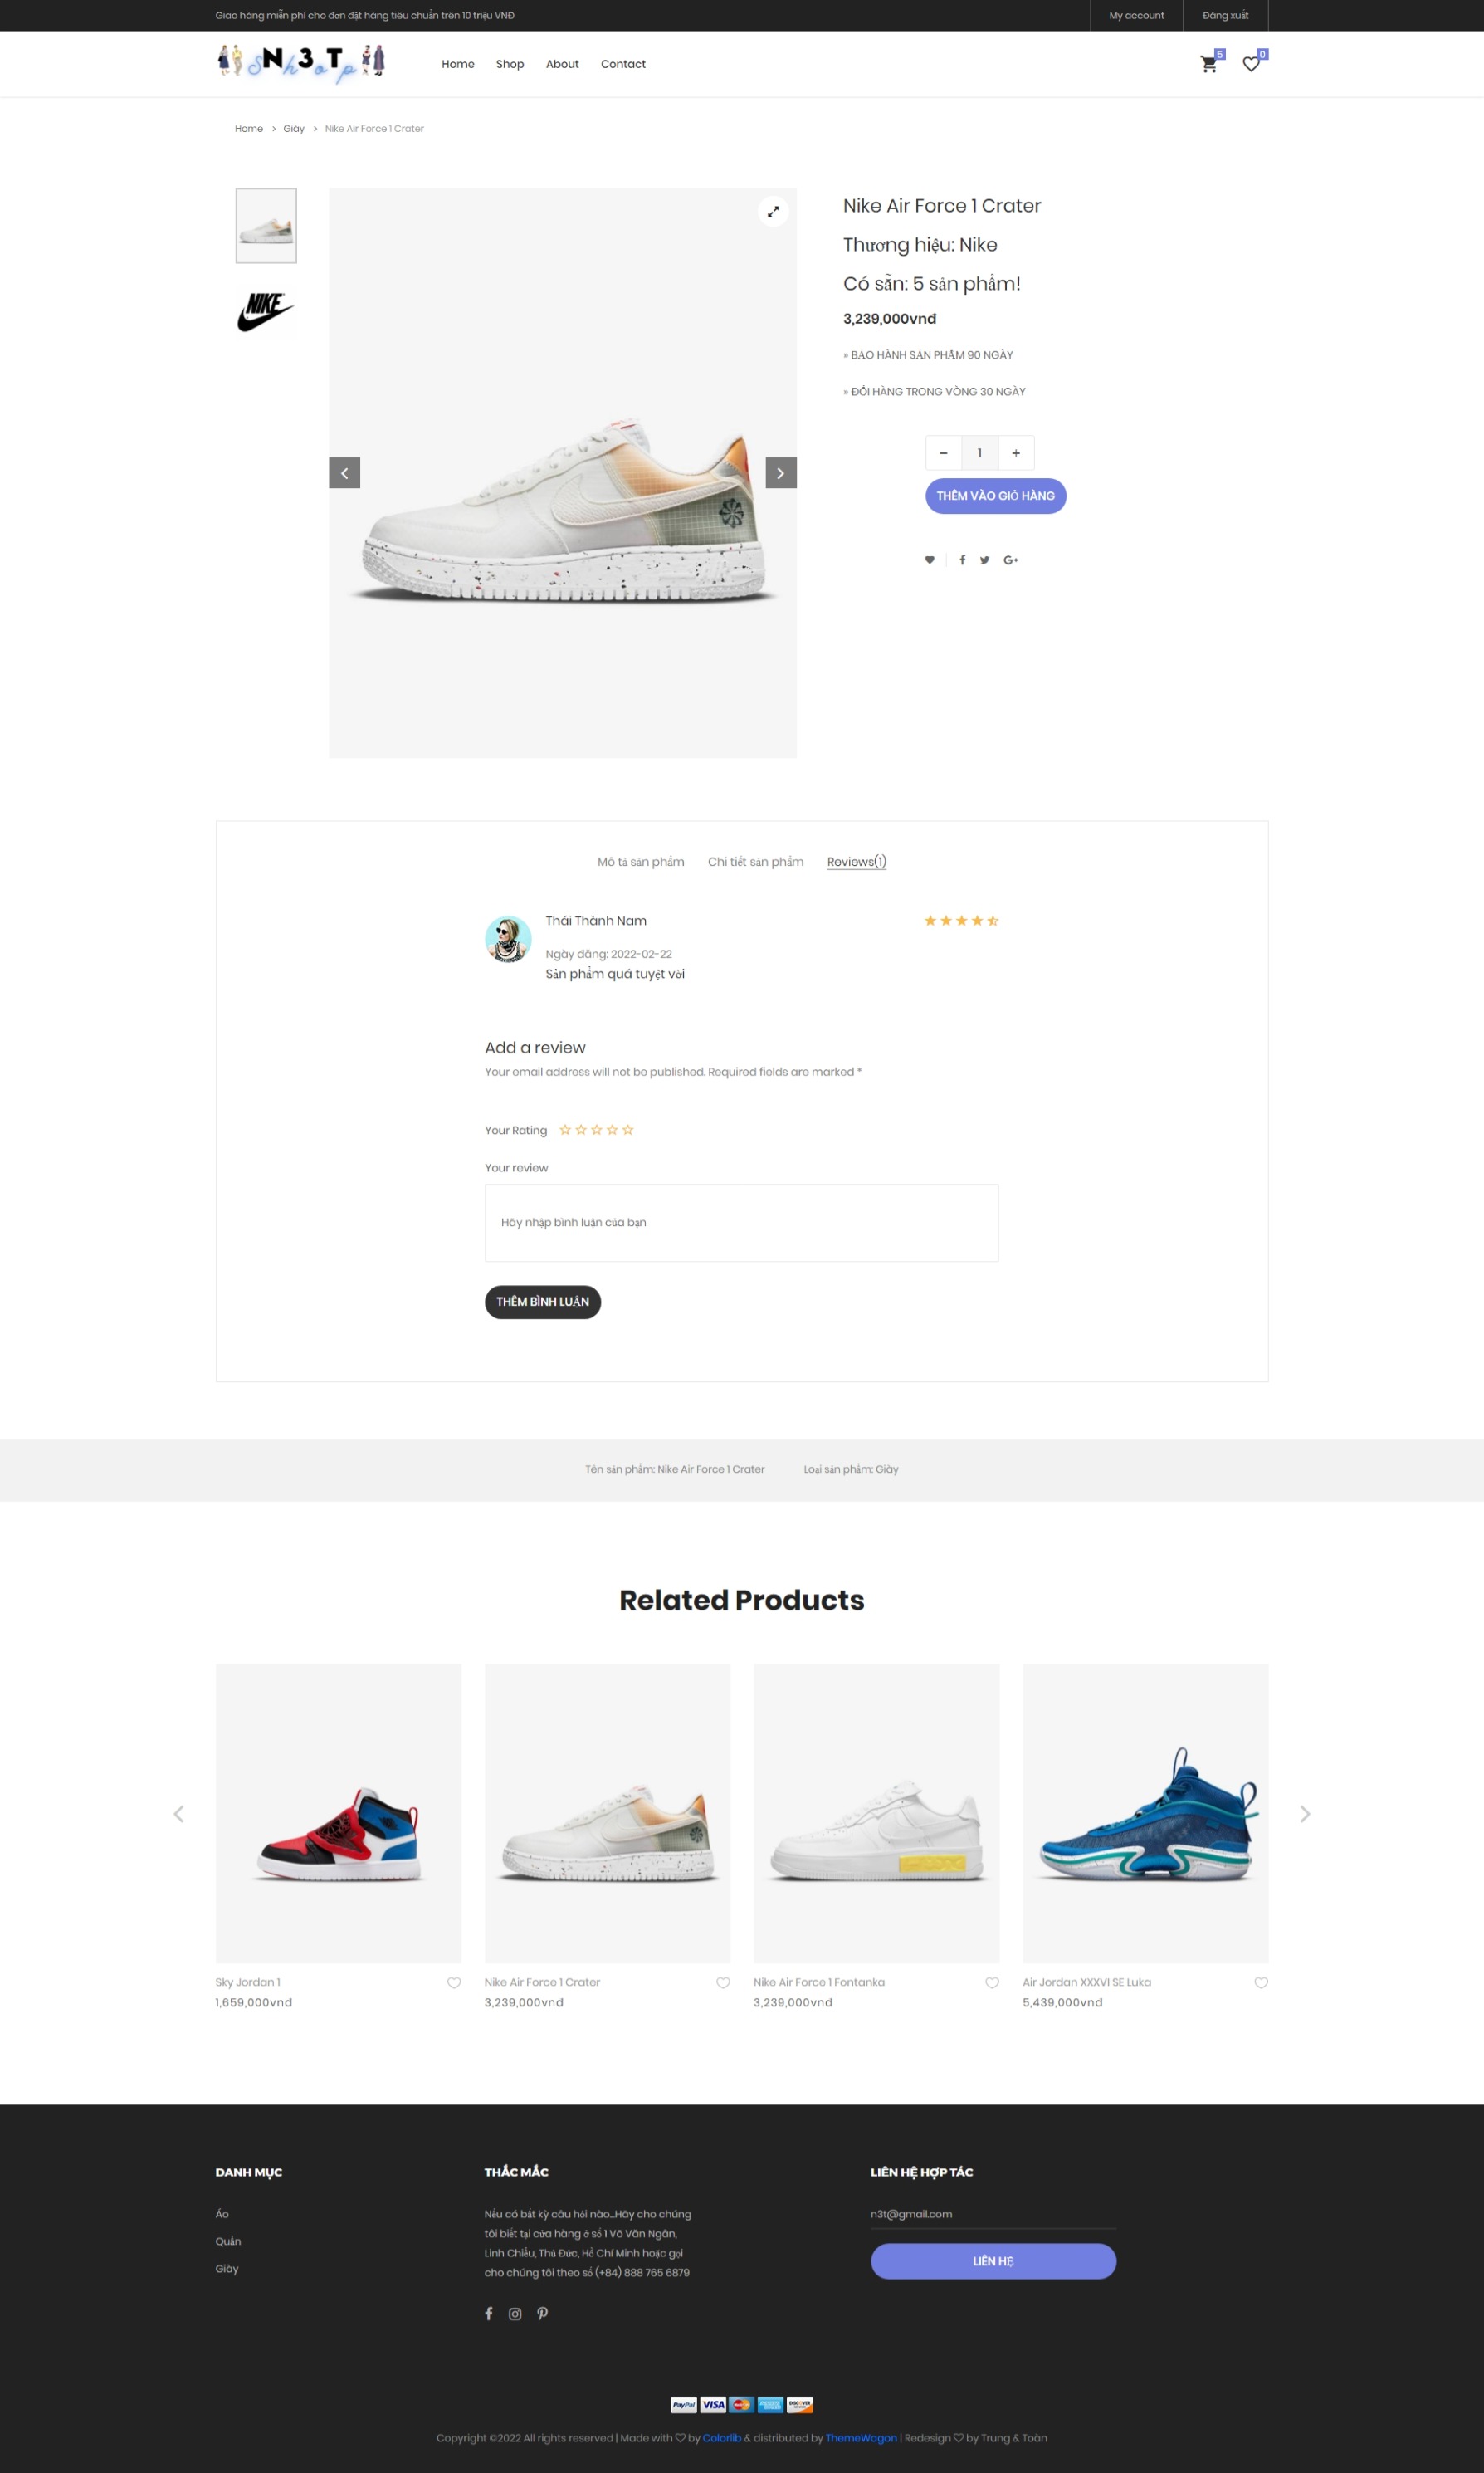 Giao hàng miễn phí cho đơn đặt hàng tiêu chuẩn trên 10 triệu VNĐ
My account
Đăng xuất
N 3 T
Shop
Home
Shop
About
Contact
5
0
Home > Giày > Nike Air Force 1 Crater
NIKE
Nike Air Force 1 Crater
Thương hiệu: Nike
Có sẵn: 5 sản phẩm!
3,239,000vnđ
» BẢO HÀNH SẢN PHẨM 90 NGÀY
» ĐỔI HÀNG TRONG VÒNG 30 NGÀY
− 1 +
THÊM VÀO GIỎ HÀNG
Mô tả sản phẩm
Chi tiết sản phẩm
Reviews(1)
Thái Thành Nam
Ngày đăng: 2022-02-22
Sản phẩm quá tuyệt vời
Add a review
Your email address will not be published. Required fields are marked *
Your Rating
Your review
Hãy nhập bình luận của bạn
THÊM BÌNH LUẬN
Tên sản phẩm: Nike Air Force 1 Crater
Loại sản phẩm: Giày
Related Products
Sky Jordan 1
1,659,000vnđ
Nike Air Force 1 Crater
3,239,000vnđ
Nike Air Force 1 Fontanka
3,239,000vnđ
Air Jordan XXXVI SE Luka
5,439,000vnđ
DANH MỤC
Áo
Quần
Giày
THẮC MẮC
Nếu có bất kỳ câu hỏi nào...Hãy cho chúng
tôi biết tại cửa hàng ở số 1 Võ Văn Ngân,
Linh Chiểu, Thủ Đức, Hồ Chí Minh hoặc gọi
cho chúng tôi theo số (+84) 888 765 6879
LIÊN HỆ HỢP TÁC
n3t@gmail.com
LIÊN HỆ
PayPal VISA DISCOVER
Copyright ©2022 All rights reserved | Made with ♡ by Colorlib & distributed by ThemeWagon | Redesign ♡ by Trung & Toàn